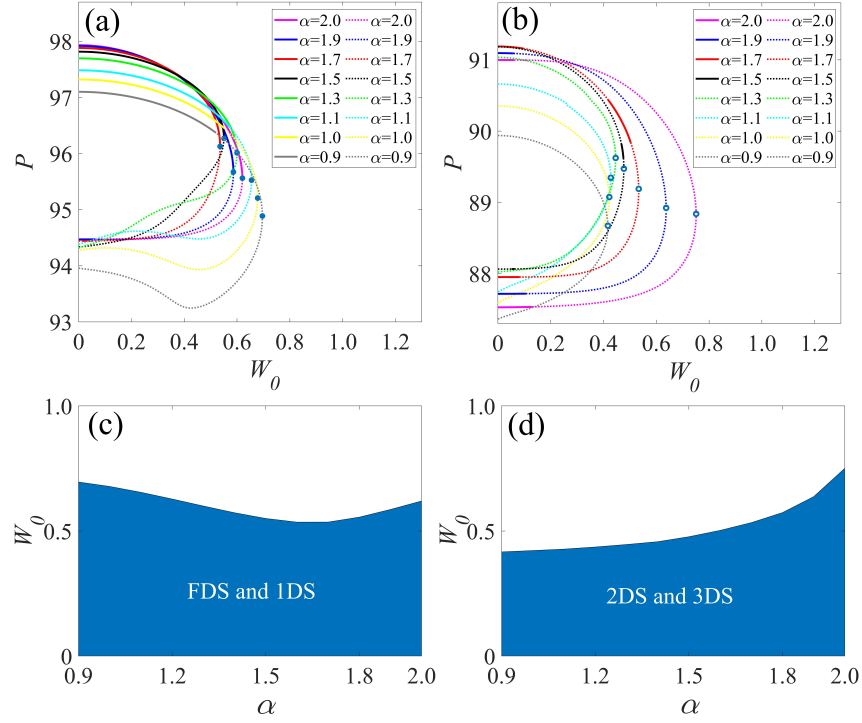 (a)
P
98
97
96
95
94
93
0 0.2 0.4 0.6 0.8 1.0 1.2
W0
α=2.0 α=2.0
α=1.9 α=1.9
α=1.7 α=1.7
α=1.5 α=1.5
α=1.3 α=1.3
α=1.1 α=1.1
α=1.0 α=1.0
α=0.9 α=0.9
(b)
P
91
90
89
88
0 0.2 0.4 0.6 0.8 1.0 1.2
W0
α=2.0 α=2.0
α=1.9 α=1.9
α=1.7 α=1.7
α=1.5 α=1.5
α=1.3 α=1.3
α=1.1 α=1.1
α=1.0 α=1.0
α=0.9 α=0.9
(c)
W0
1.0
0.5
0
FDS and 1DS
0.9 1.2 1.5 1.8 2.0
α
(d)
W0
1.0
0.5
0
2DS and 3DS
0.9 1.2 1.5 1.8 2.0
α